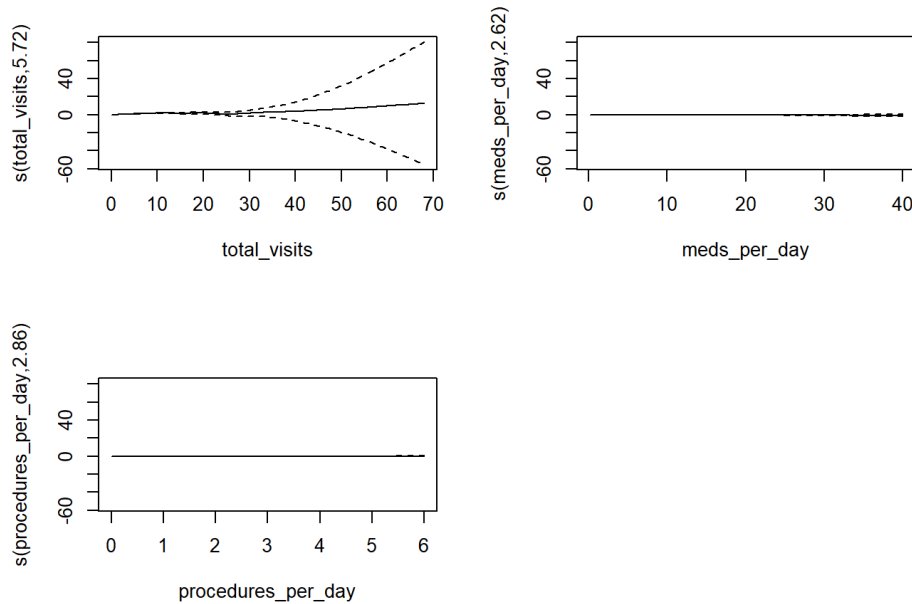 s(total_visits,5.72)
40
0
-60
0 10 20 30 40 50 60 70
total_visits
s(meds_per_day,2.62)
40
0
-60
0 10 20 30 40
meds_per_day
s(procedures_per_day,2.86)
40
0
-60
0 1 2 3 4 5 6
procedures_per_day